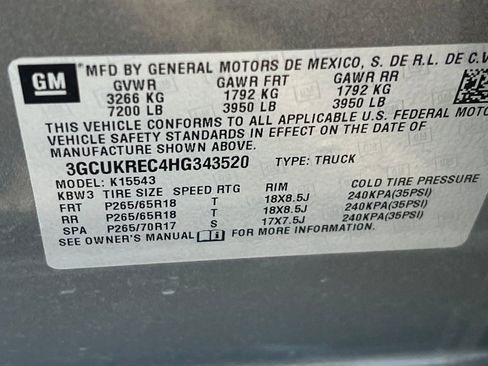 GM
*MFD BY GENERAL MOTORS DE MEXICO, S. DE R.L. DE C.V
GVWR GAWR FRT GAWR RR
3266 KG 1792 KG 1792 KG
7200 LB 3950 LB 3950 LB
THIS VEHICLE CONFORMS TO ALL APPLICABLE U.S. FEDERAL MOTO
VEHICLE SAFETY STANDARDS IN EFFECT ON THE DATE OF
MANUFACTURE SHOWN ABOVE.
3GCUKREC4HG343520 TYPE: TRUCK
MODEL: K15543
KBW3 TIRE SIZE SPEED RTG RIM COLD TIRE PRESSURE
FRT P265/65R18 T 18X8.5J 240KPA(35PSI)
RR P265/65R18 T 18X8.5J 240KPA(35PSI)
SPA P265/70R17 S 17X7.5J 240KPA(35PSI)
SEE OWNER'S MANUAL FOR MORE INFORMATION.